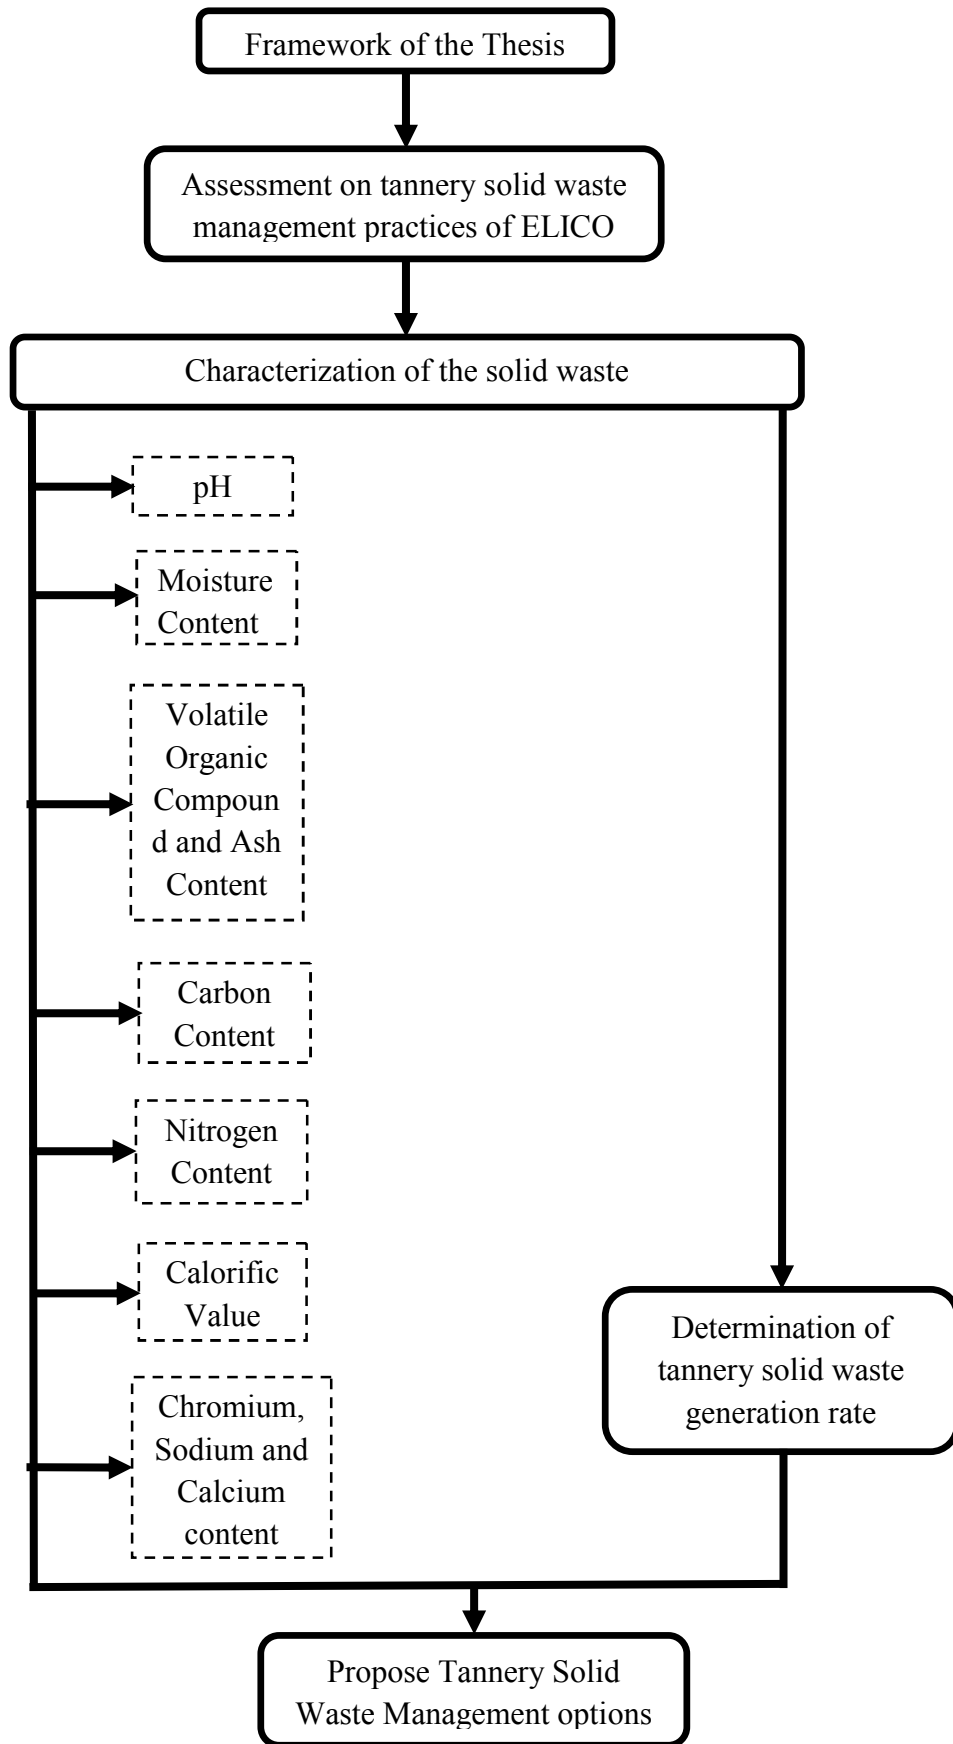 Framework of the Thesis
Assessment on tannery solid waste
management practices of ELICO
Characterization of the solid waste
pH
Moisture
Content
Volatile
Organic
Compoun
d and Ash
Content
Carbon
Content
Nitrogen
Content
Calorific
Value
Chromium,
Sodium and
Calcium
content
Determination of
tannery solid waste
generation rate
Propose Tannery Solid
Waste Management options